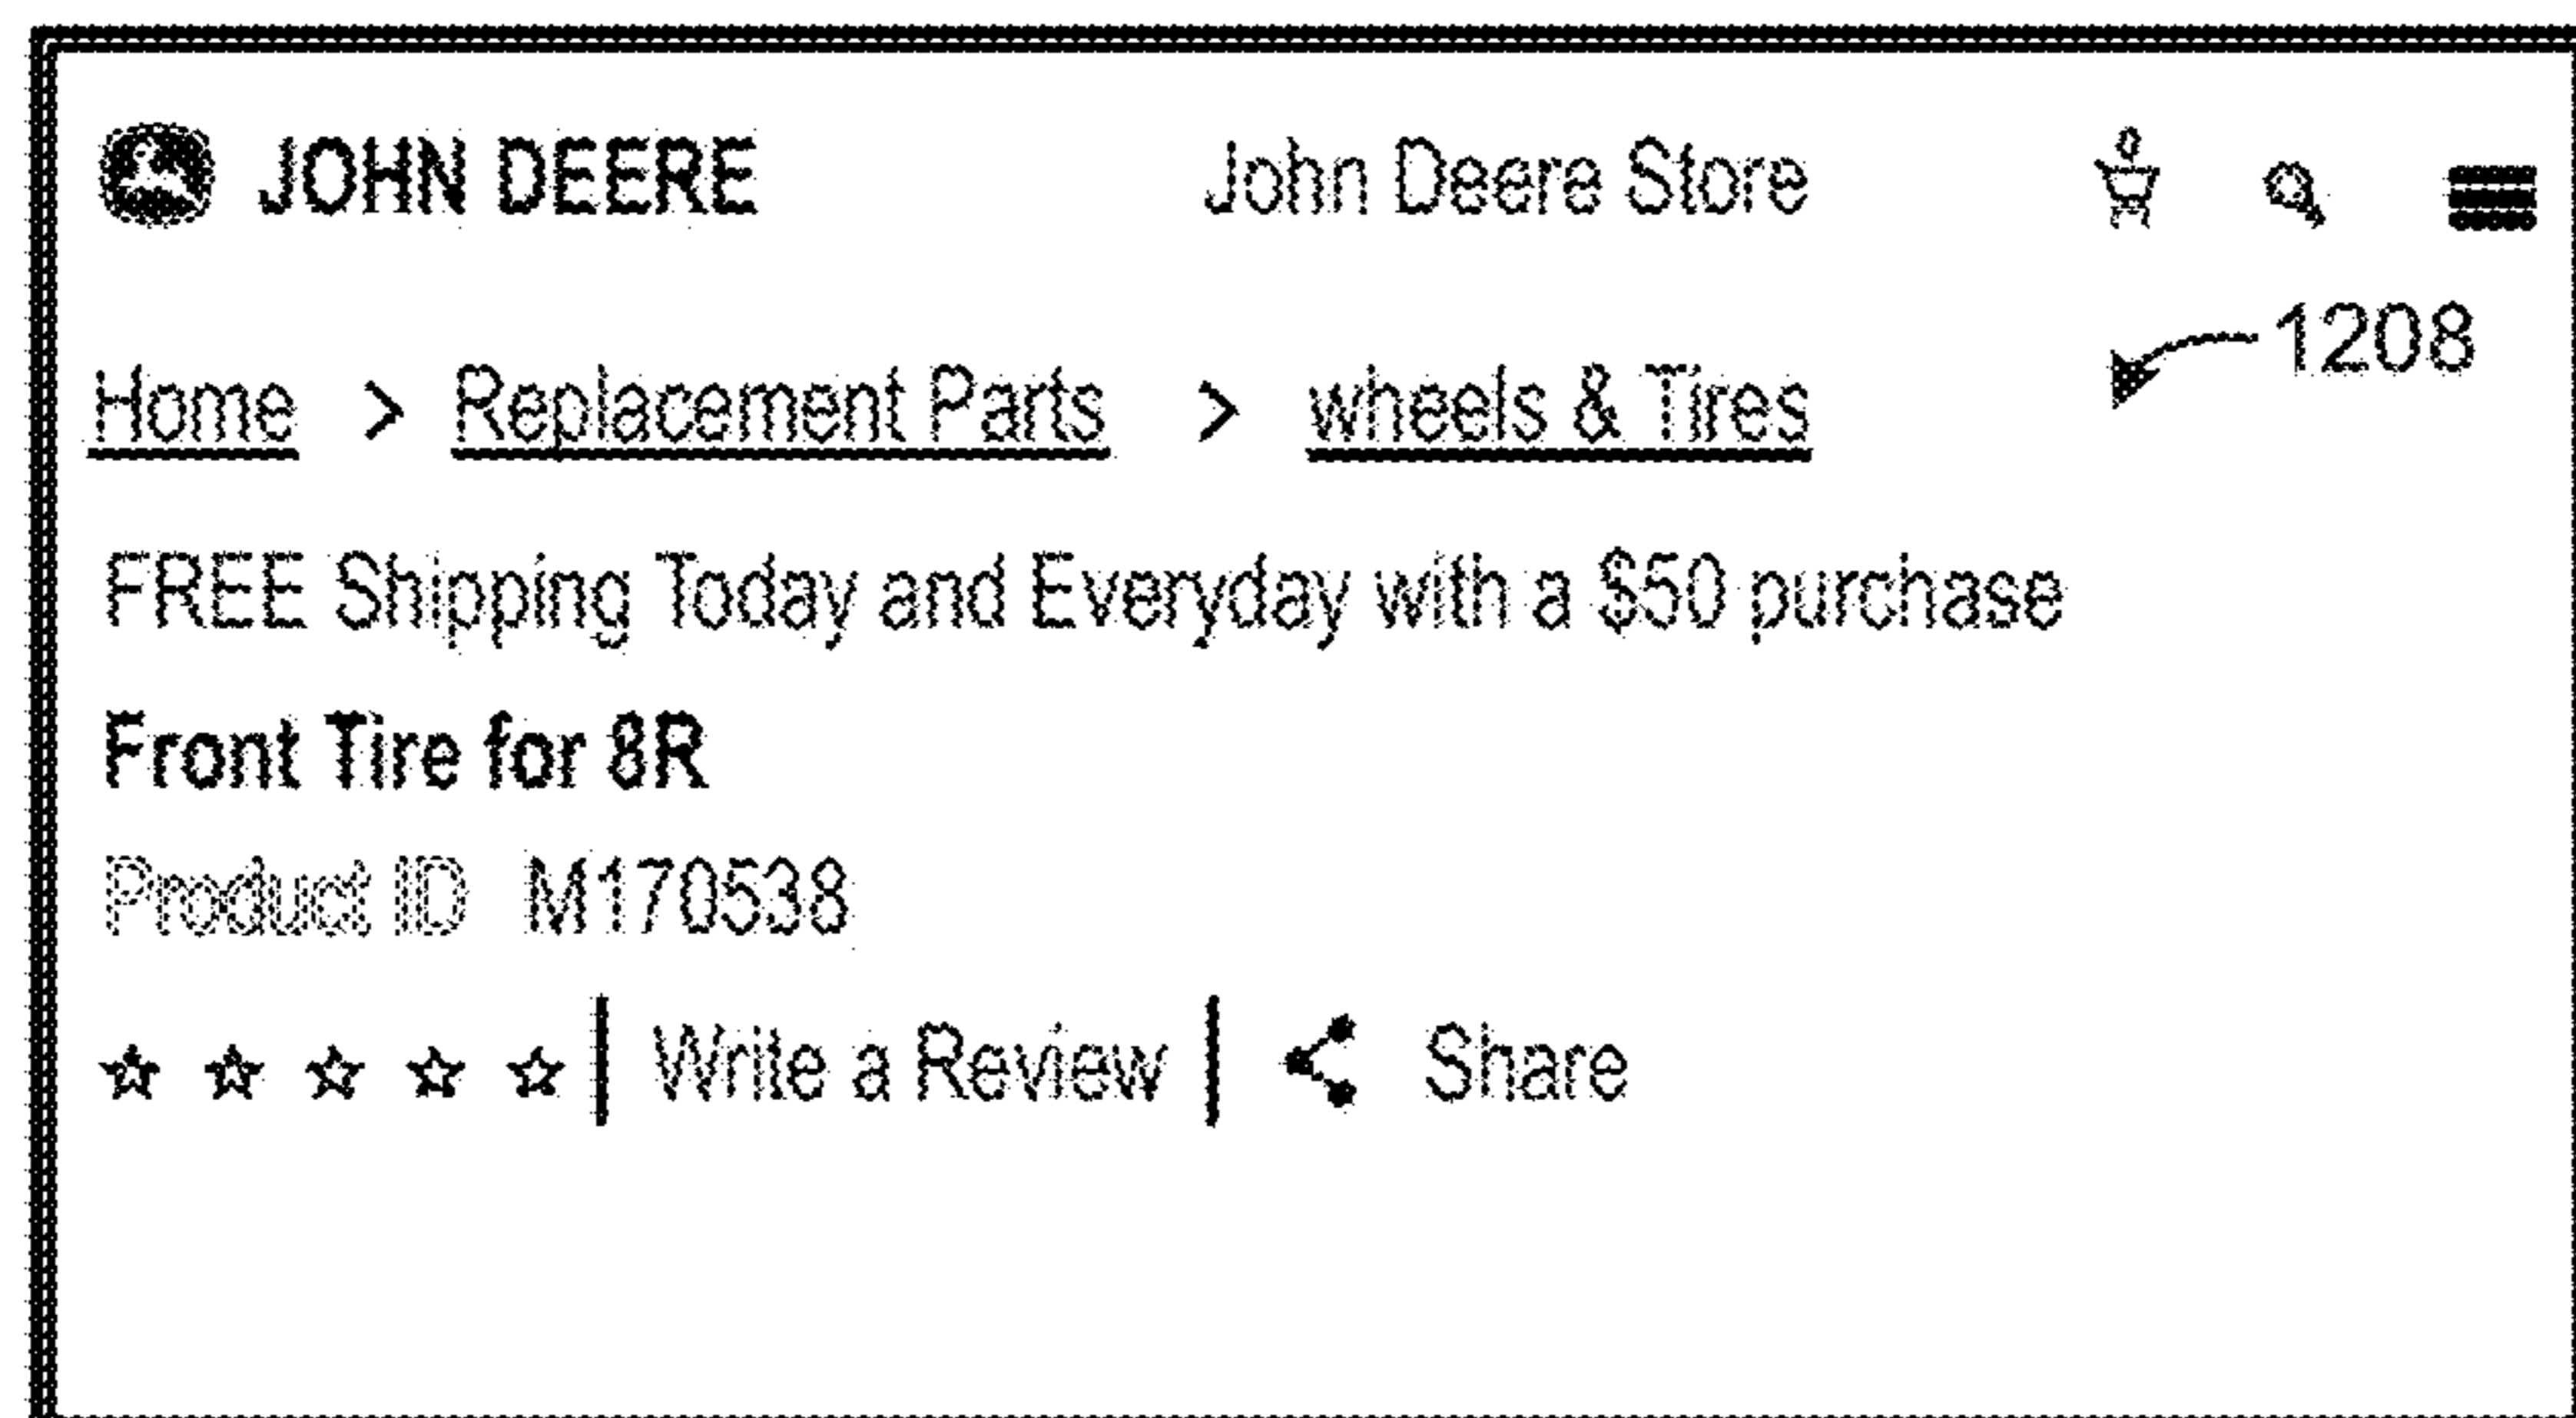 JOHN DEERE John Deere Store 0
1208
Home > Replacement Parts > wheels & Tires
FREE Shipping Today and Everyday with a $50 purchase
Front Tire for 8R
Product ID M170538
Write a Review | Share